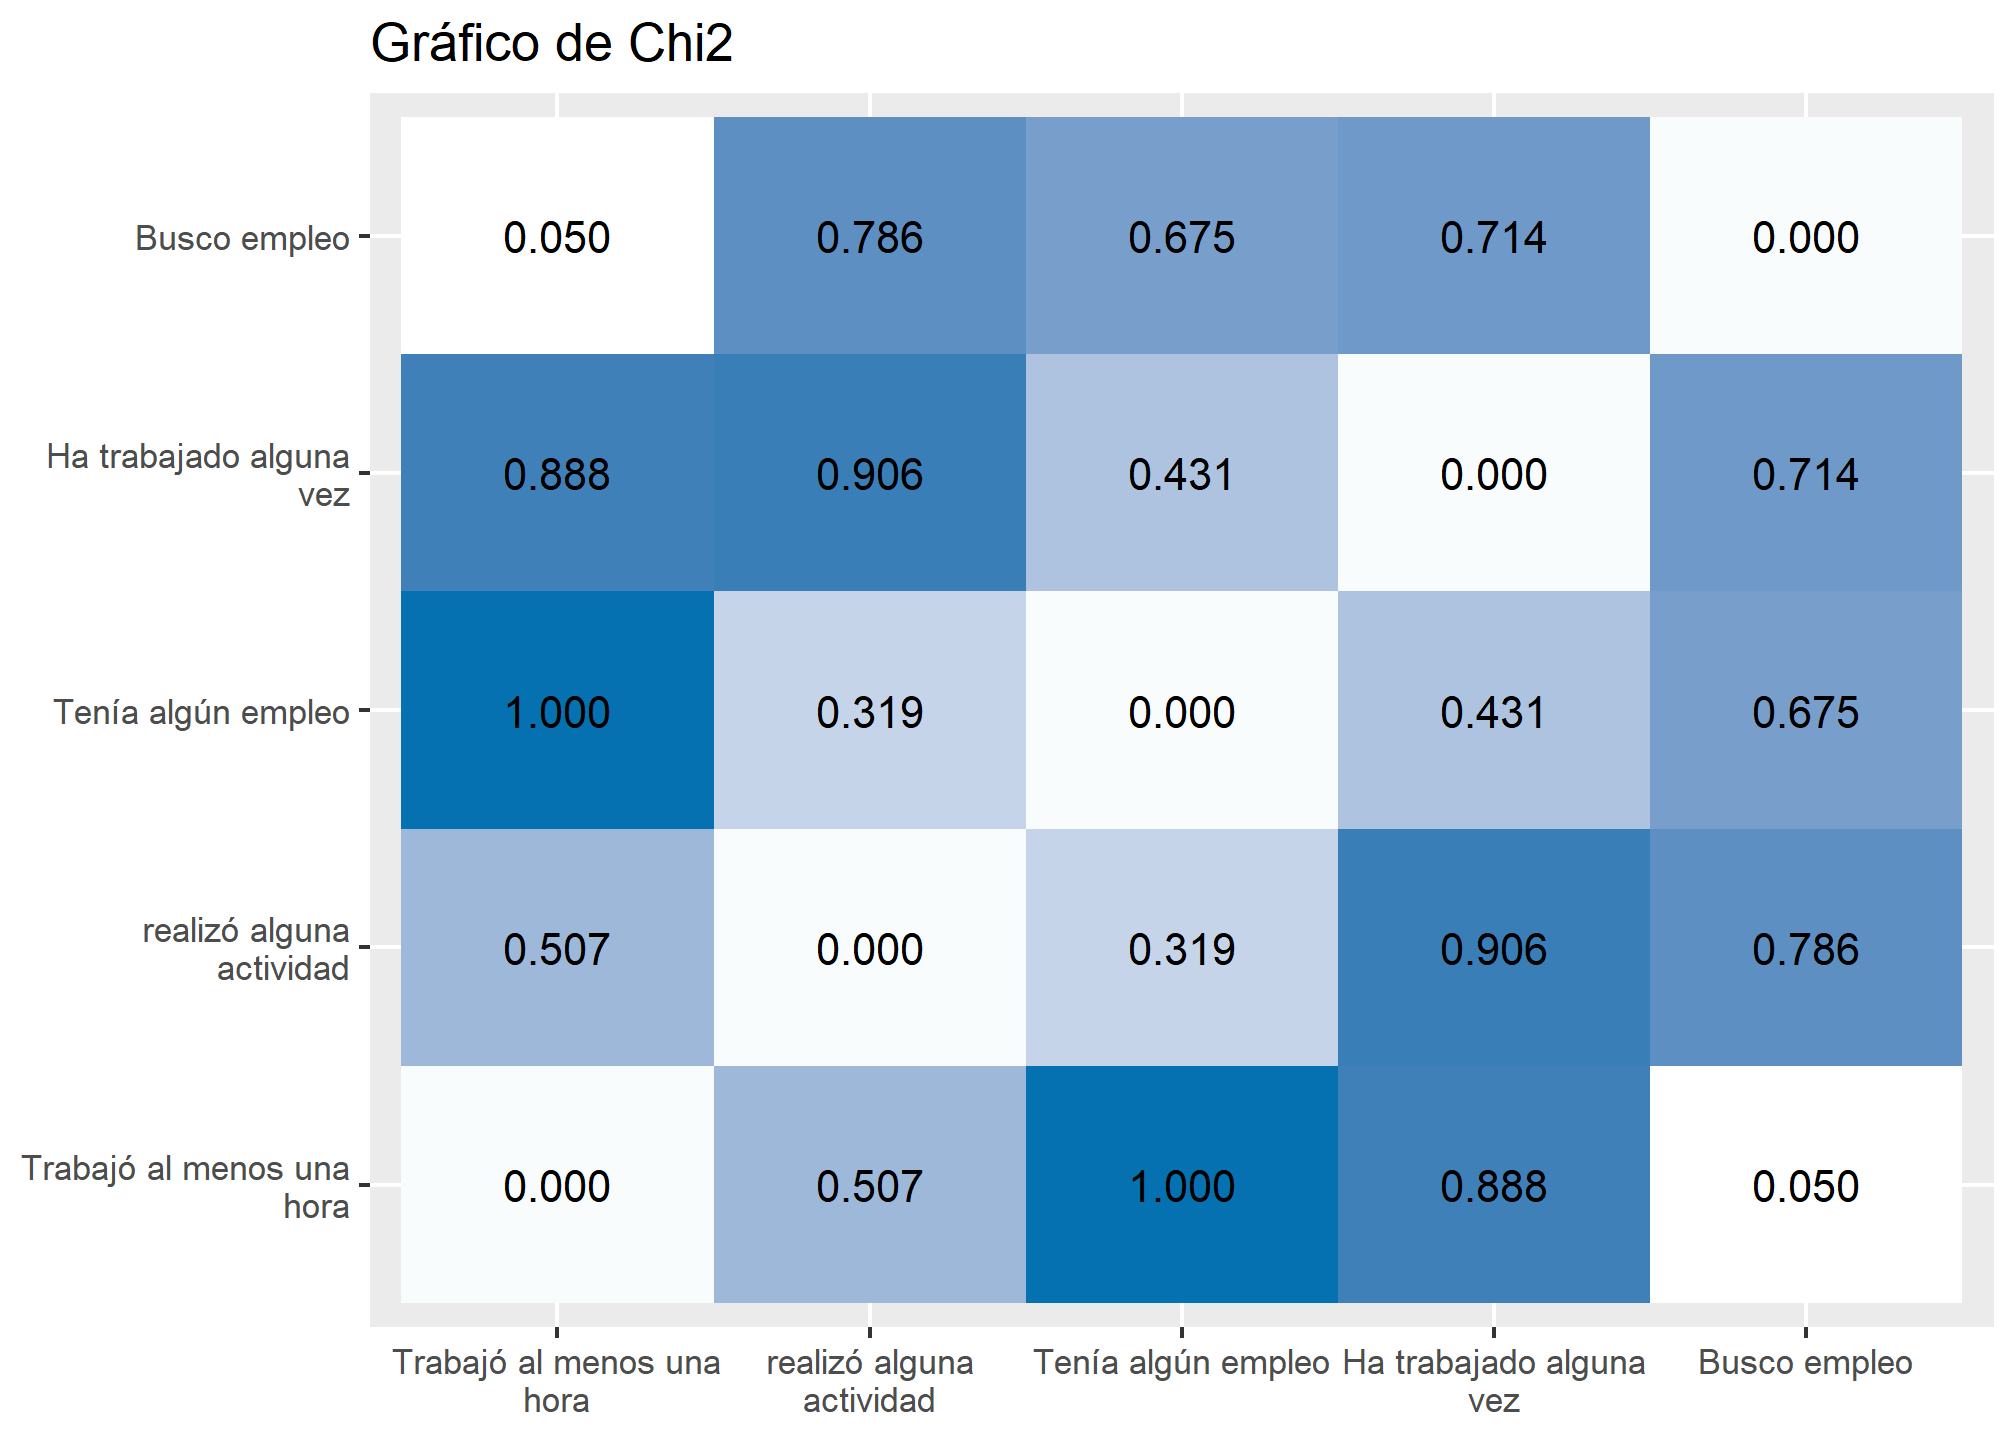 Gráfico de Chi2
Busco empleo
0.050 0.786 0.675 0.714 0.000
Ha trabajado alguna
vez
0.888 0.906 0.431 0.000 0.714
Tenía algún empleo
1.000 0.319 0.000 0.431 0.675
realizó alguna
actividad
0.507 0.000 0.319 0.906 0.786
Trabajó al menos una
hora
0.000 0.507 1.000 0.888 0.050
Trabajó al menos una
hora
realizó alguna
actividad
Tenía algún empleo
Ha trabajado alguna
vez
Busco empleo